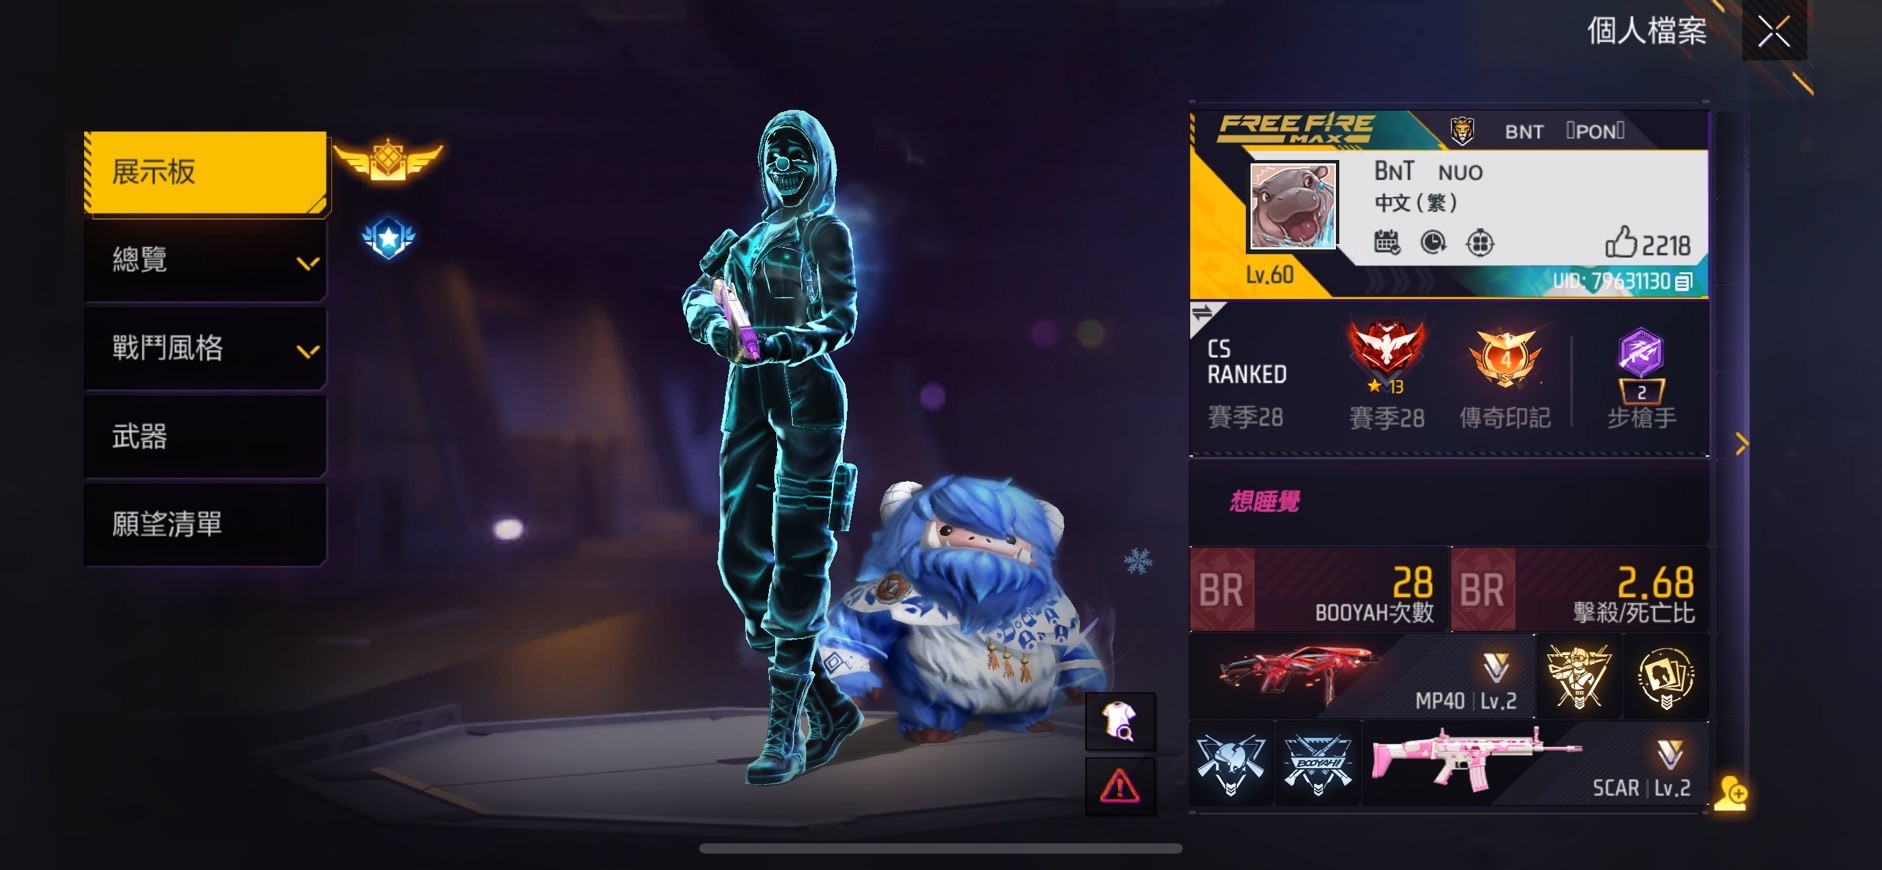 個人檔案
展示板
總覽
戰鬥風格
武器
願望清單
FREE FIRE
MAX
BNT ▯PON▯
BNT NUO
中文(繁)
2218
Lv.60
UID: 79631130
CS
RANKED
賽季28
13
賽季28
4
傳奇印記
2
步槍手
想睡覺
BR
28
BOOYAH次數
BR
2.68
擊殺/死亡比
MP40 | Lv.2
BR
BOOYAH!
SCAR | Lv.2